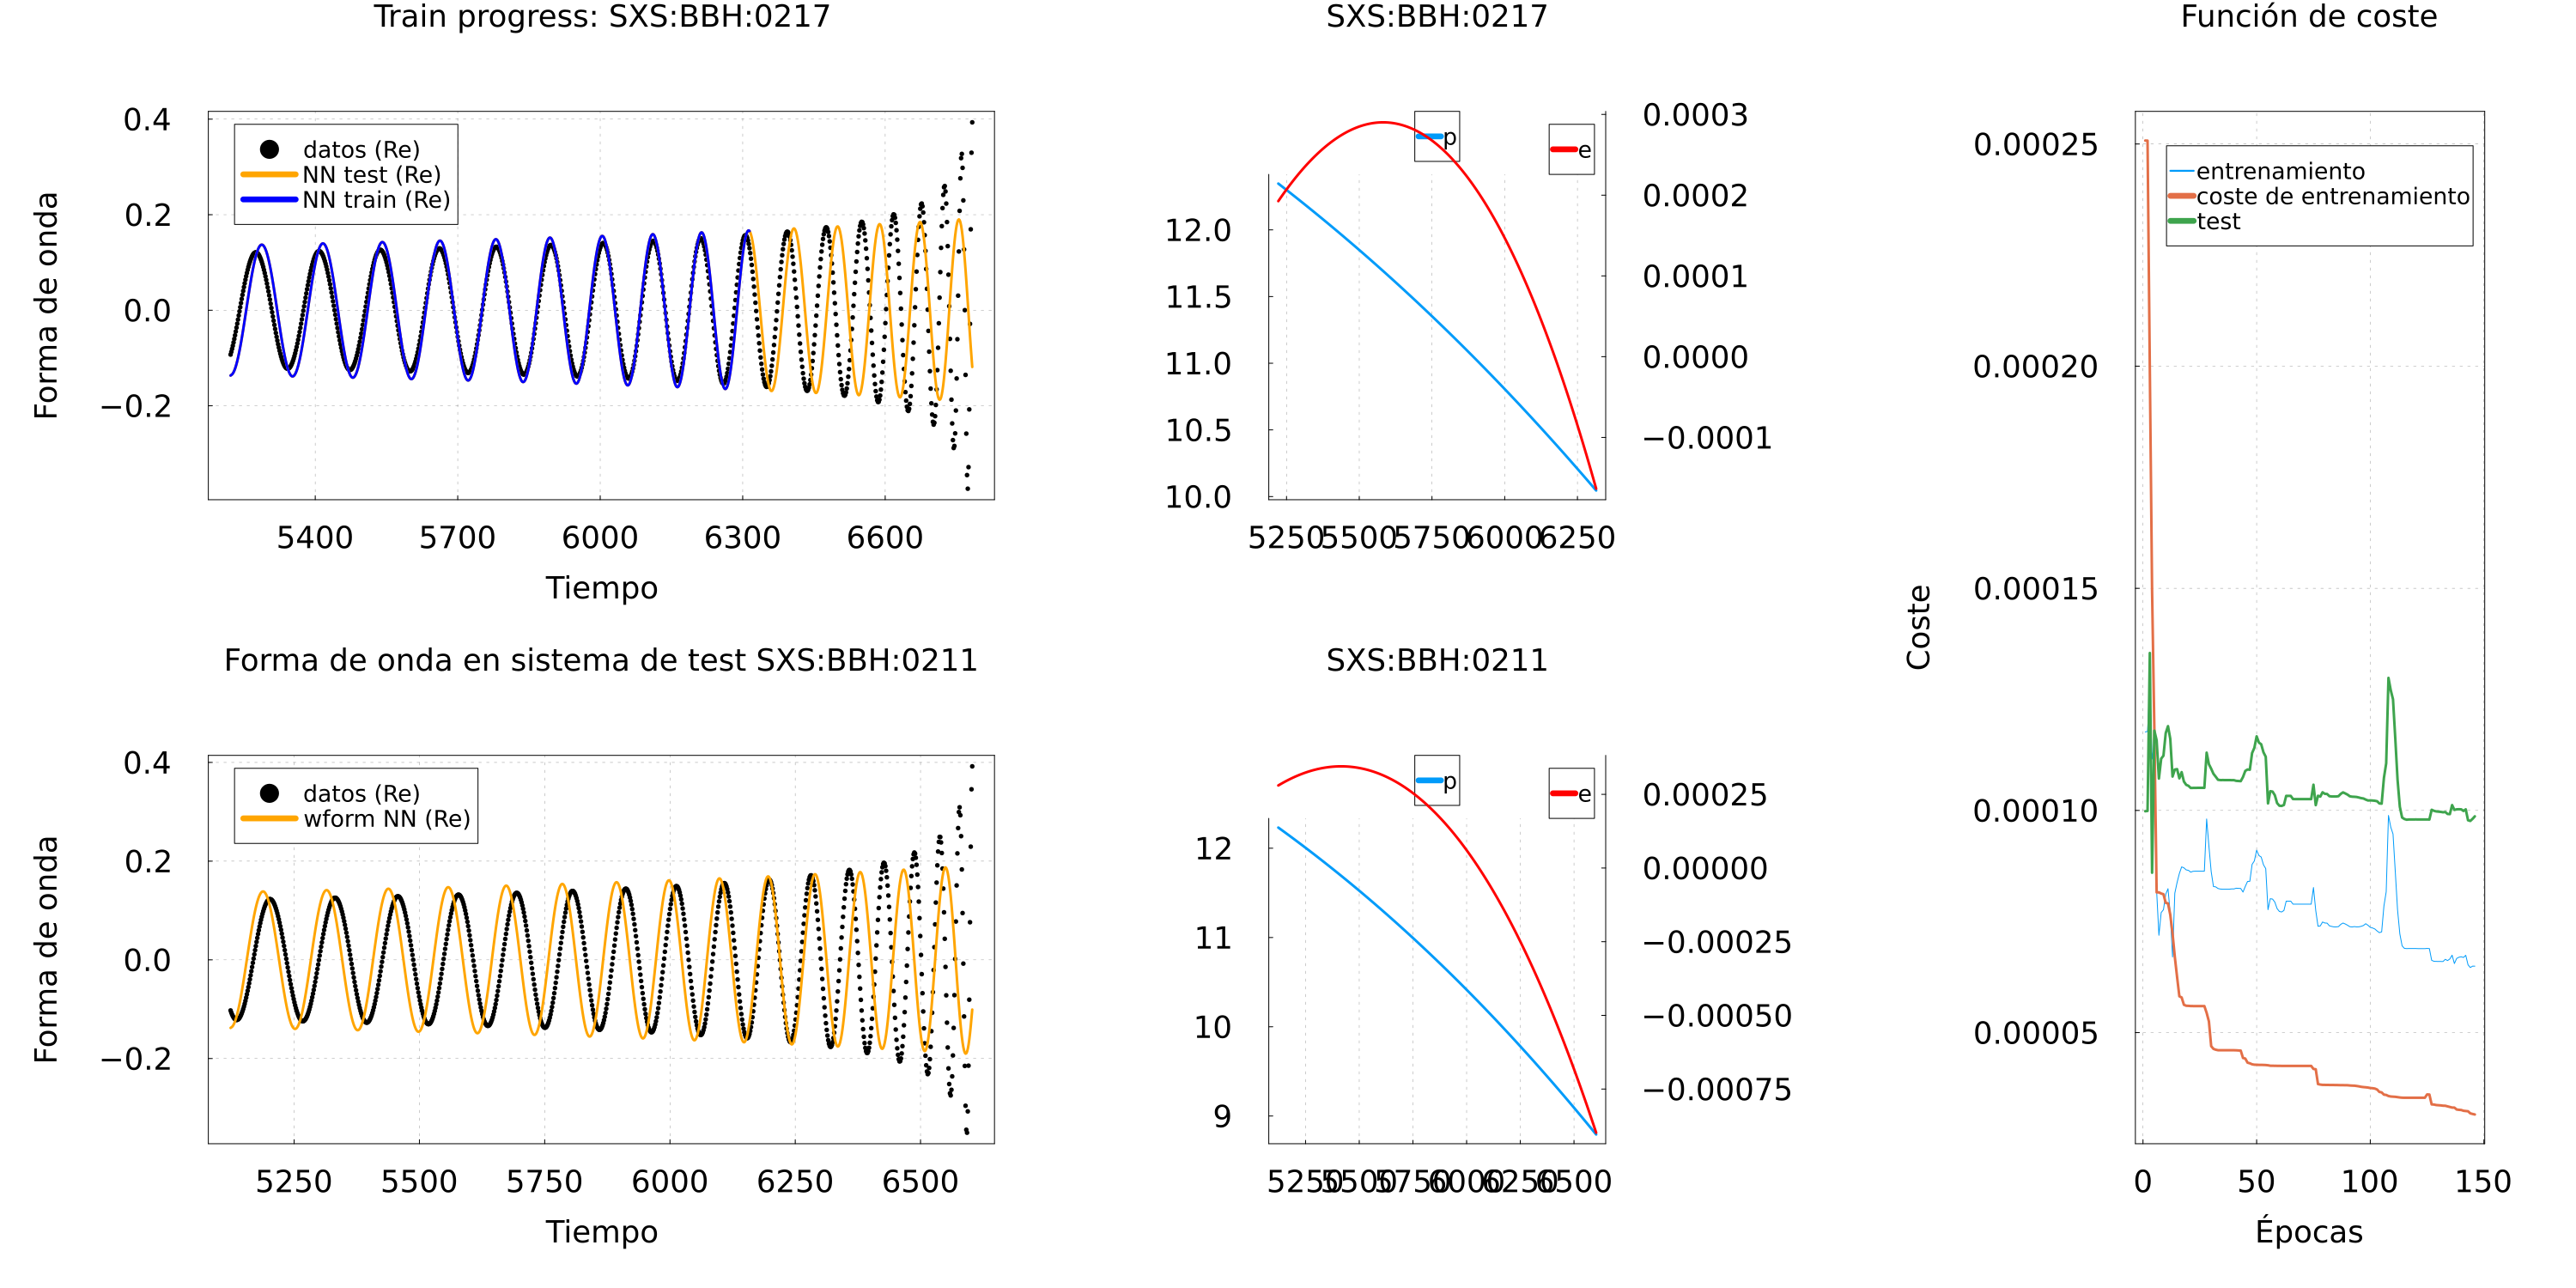 Train progress: SXS:BBH:0217
0.4
0.2
0.0
−0.2
Forma de onda
datos (Re)
NN test (Re)
NN train (Re)
5400 5700 6000 6300 6600
Tiempo
SXS:BBH:0217
12.0
11.5
11.0
10.5
10.0
p
e
0.0003
0.0002
0.0001
0.0000
−0.0001
5250 5500 5750 6000 6250
Forma de onda en sistema de test SXS:BBH:0211
0.4
0.2
0.0
−0.2
Forma de onda
datos (Re)
wform NN (Re)
5250 5500 5750 6000 6250 6500
Tiempo
SXS:BBH:0211
12
11
10
9
p
e
0.00025
0.00000
−0.00025
−0.00050
−0.00075
5250 5500 5750 6000 6250 6500
Función de coste
0.00025
0.00020
0.00015
0.00010
0.00005
Coste
entrenamiento
coste de entrenamiento
test
0 50 100 150
Épocas